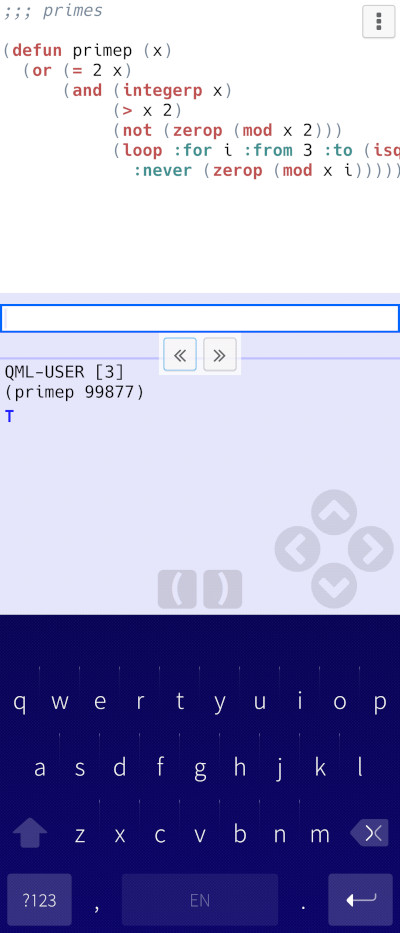 ;;; primes
(defun primep (x)
(or (= 2 x)
(and (integerp x)
(> x 2)
(not (zerop (mod x 2)))
(loop :for i :from 3 :to (isq
:never (zerop (mod x i)))))
« »
QML-USER [3]
(primep 99877)
T
( )
q w e r t y u i o p
a s d f g h j k l
z x c v b n m
?123 , EN .